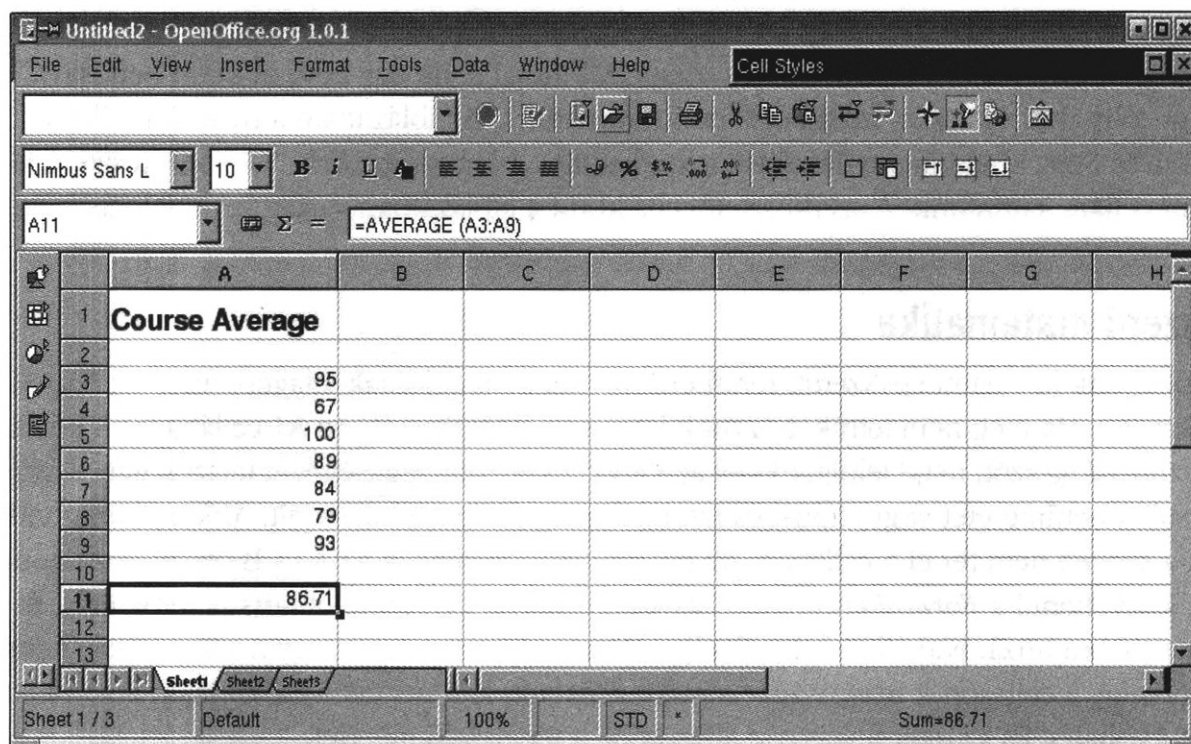 Untitled2 - OpenOffice.org 1.0.1
File Edit View Insert Format Tools Data Window Help
Cell Styles
Nimbus Sans L 10 B i U A
A11 Σ = =AVERAGE (A3:A9)
A B C D E F G H
1 Course Average
2
3 95
4 67
5 100
6 89
7 84
8 79
9 93
10
11 86.71
12
13
Sheet1 Sheet2 Sheet3
Sheet 1 / 3 Default 100% STD * Sum=86.71